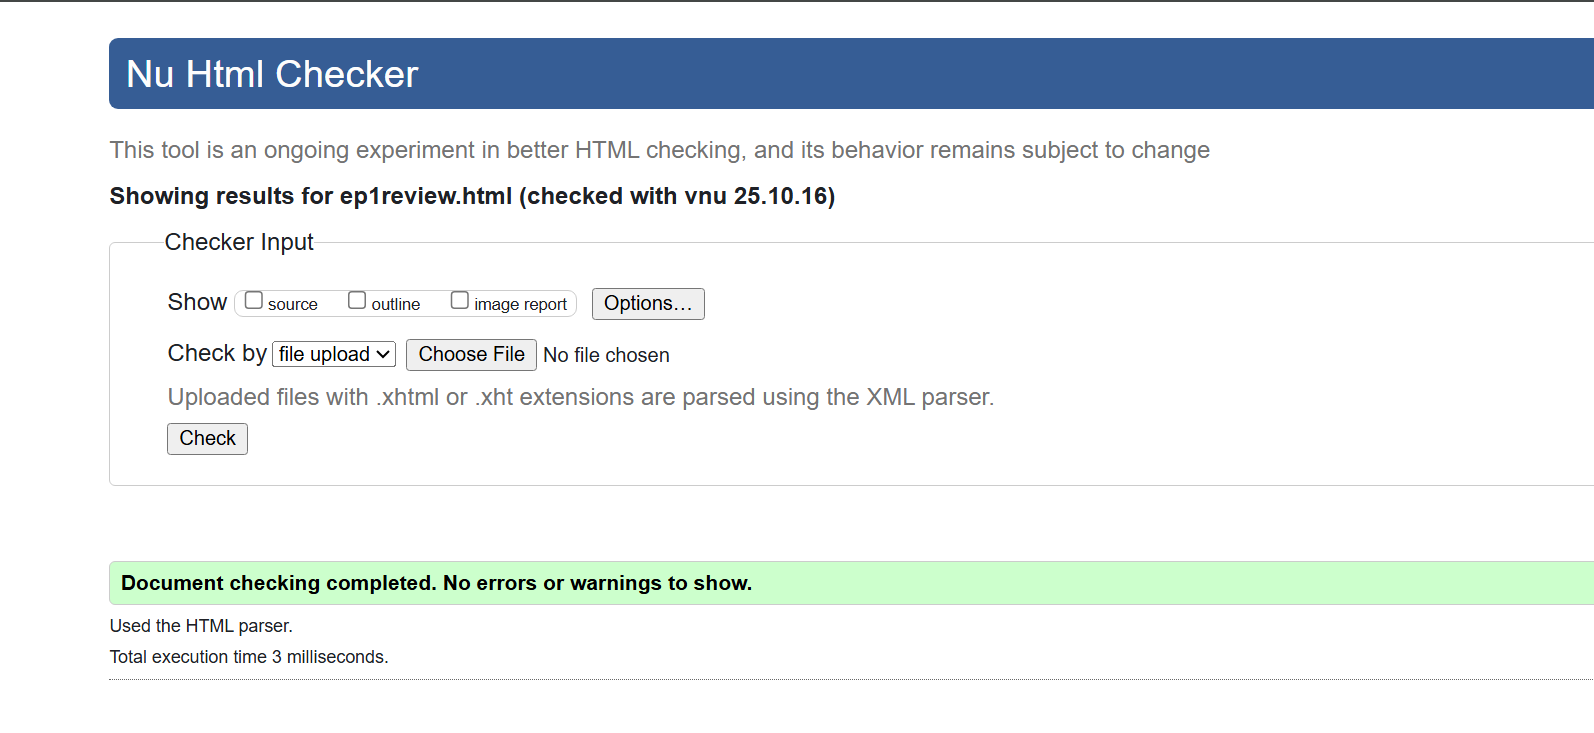 Nu Html Checker
This tool is an ongoing experiment in better HTML checking, and its behavior remains subject to change
Showing results for ep1review.html (checked with vnu 25.10.16)
Checker Input
Show source outline image report Options...
Check by file upload Choose File No file chosen
Uploaded files with .xhtml or .xht extensions are parsed using the XML parser.
Check
Document checking completed. No errors or warnings to show.
Used the HTML parser.
Total execution time 3 milliseconds.